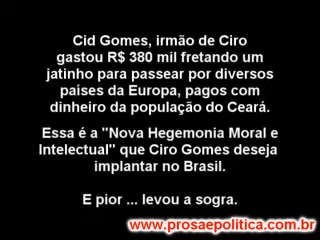 Cid Gomes, irmão de Ciro
gastou R$ 380 mil fretando um
jatinho para passear por diversos
países da Europa, pagos com
dinheiro da população do Ceará.
Essa é a "Nova Hegemonia Moral e
Intelectual" que Ciro Gomes deseja
implantar no Brasil.
E pior ... levou a sogra.
www.prosaepolitica.com.br